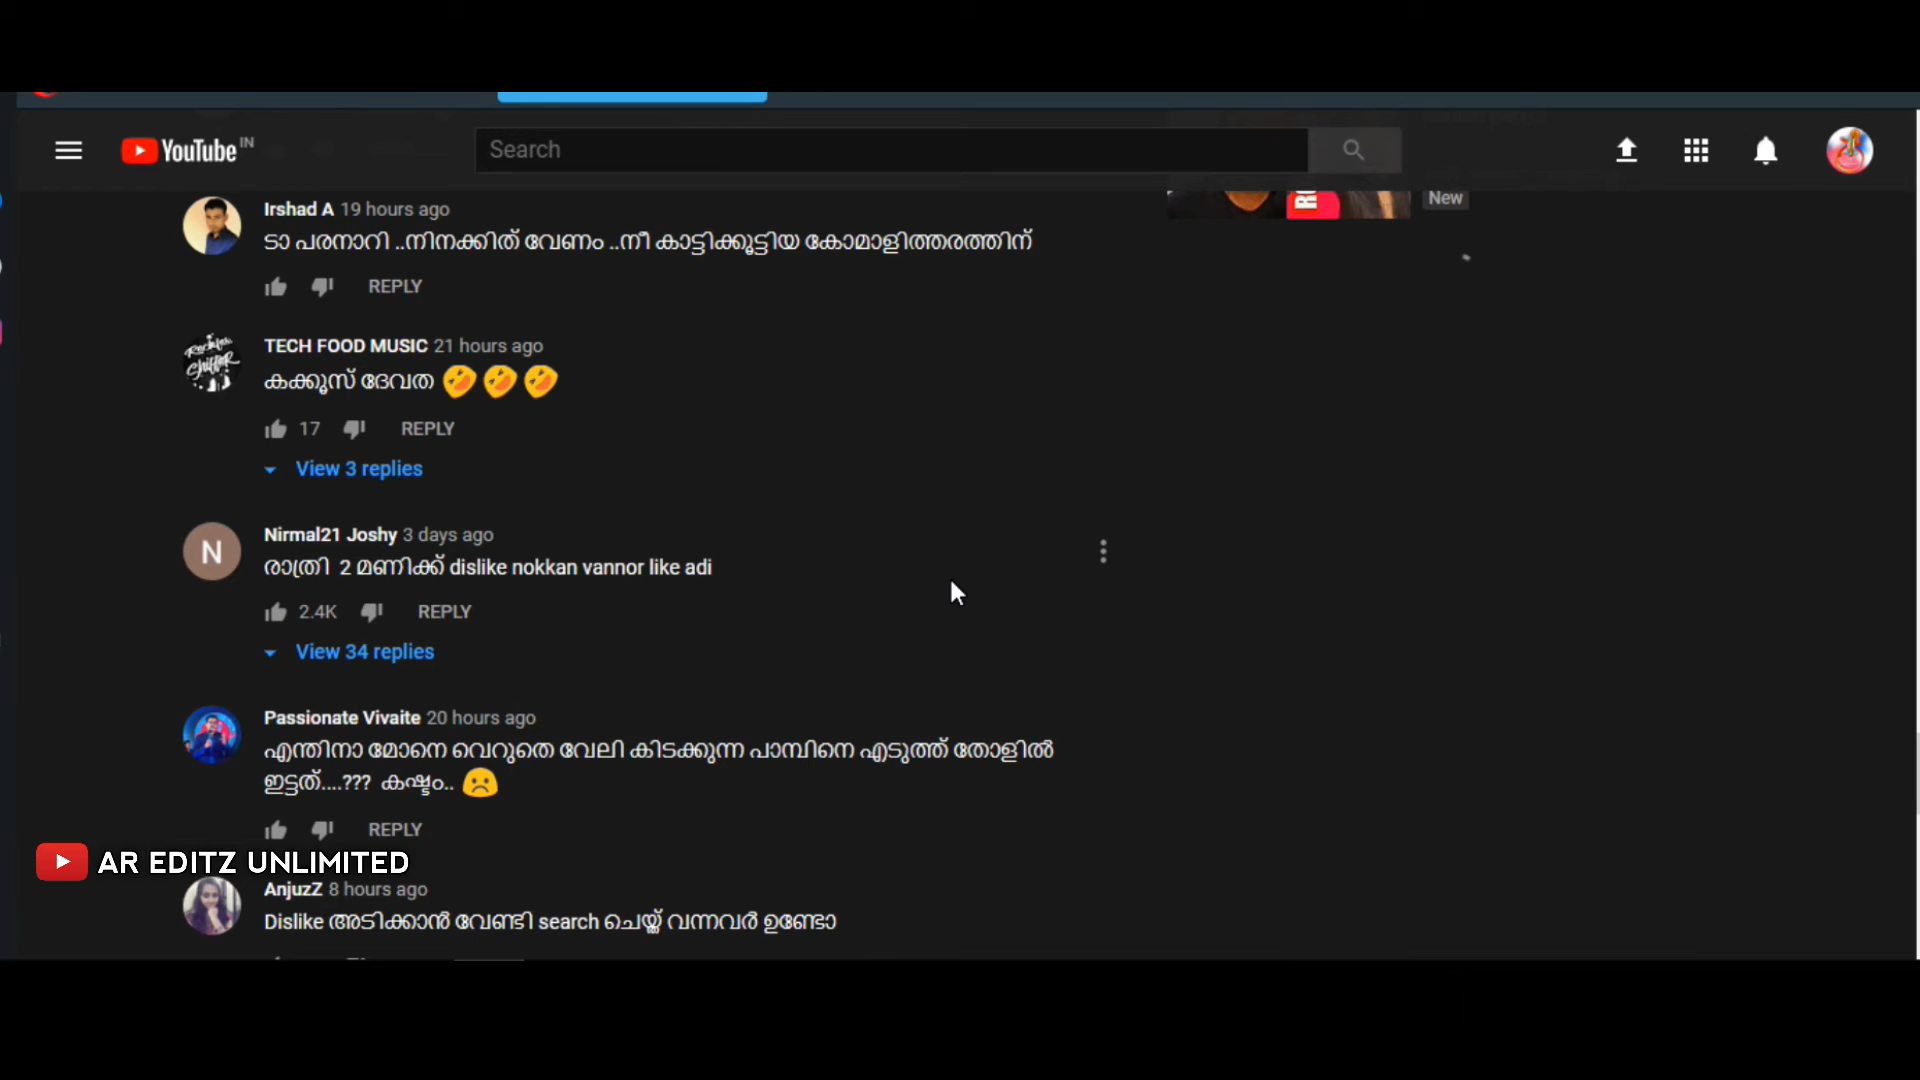 YouTube IN
Search
RO
New
Irshad A 19 hours ago
ടാ പരനാറി ..നിനക്കിത് വേണം ..നീ കാട്ടിക്കൂട്ടിയ കോമാളിത്തരത്തിന്
REPLY
TECH FOOD MUSIC 21 hours ago
കക്കൂസ് ദേവത 🤣🤣🤣
17 REPLY
View 3 replies
N
Nirmal21 Joshy 3 days ago
രാത്രി 2 മണിക്ക് dislike nokkan vannor like adi
2.4K REPLY
View 34 replies
Passionate Vivaite 20 hours ago
എന്തിനാ മോനെ വെറുതെ വേലി കിടക്കുന്ന പാമ്പിനെ എടുത്ത് തോളിൽ
ഇട്ടത്....??? കഷ്ടം.. ☹️
REPLY
AR EDITZ UNLIMITED
AnjuzZ 8 hours ago
Dislike അടിക്കാൻ വേണ്ടി search ചെയ്ത് വന്നവർ ഉണ്ടോ